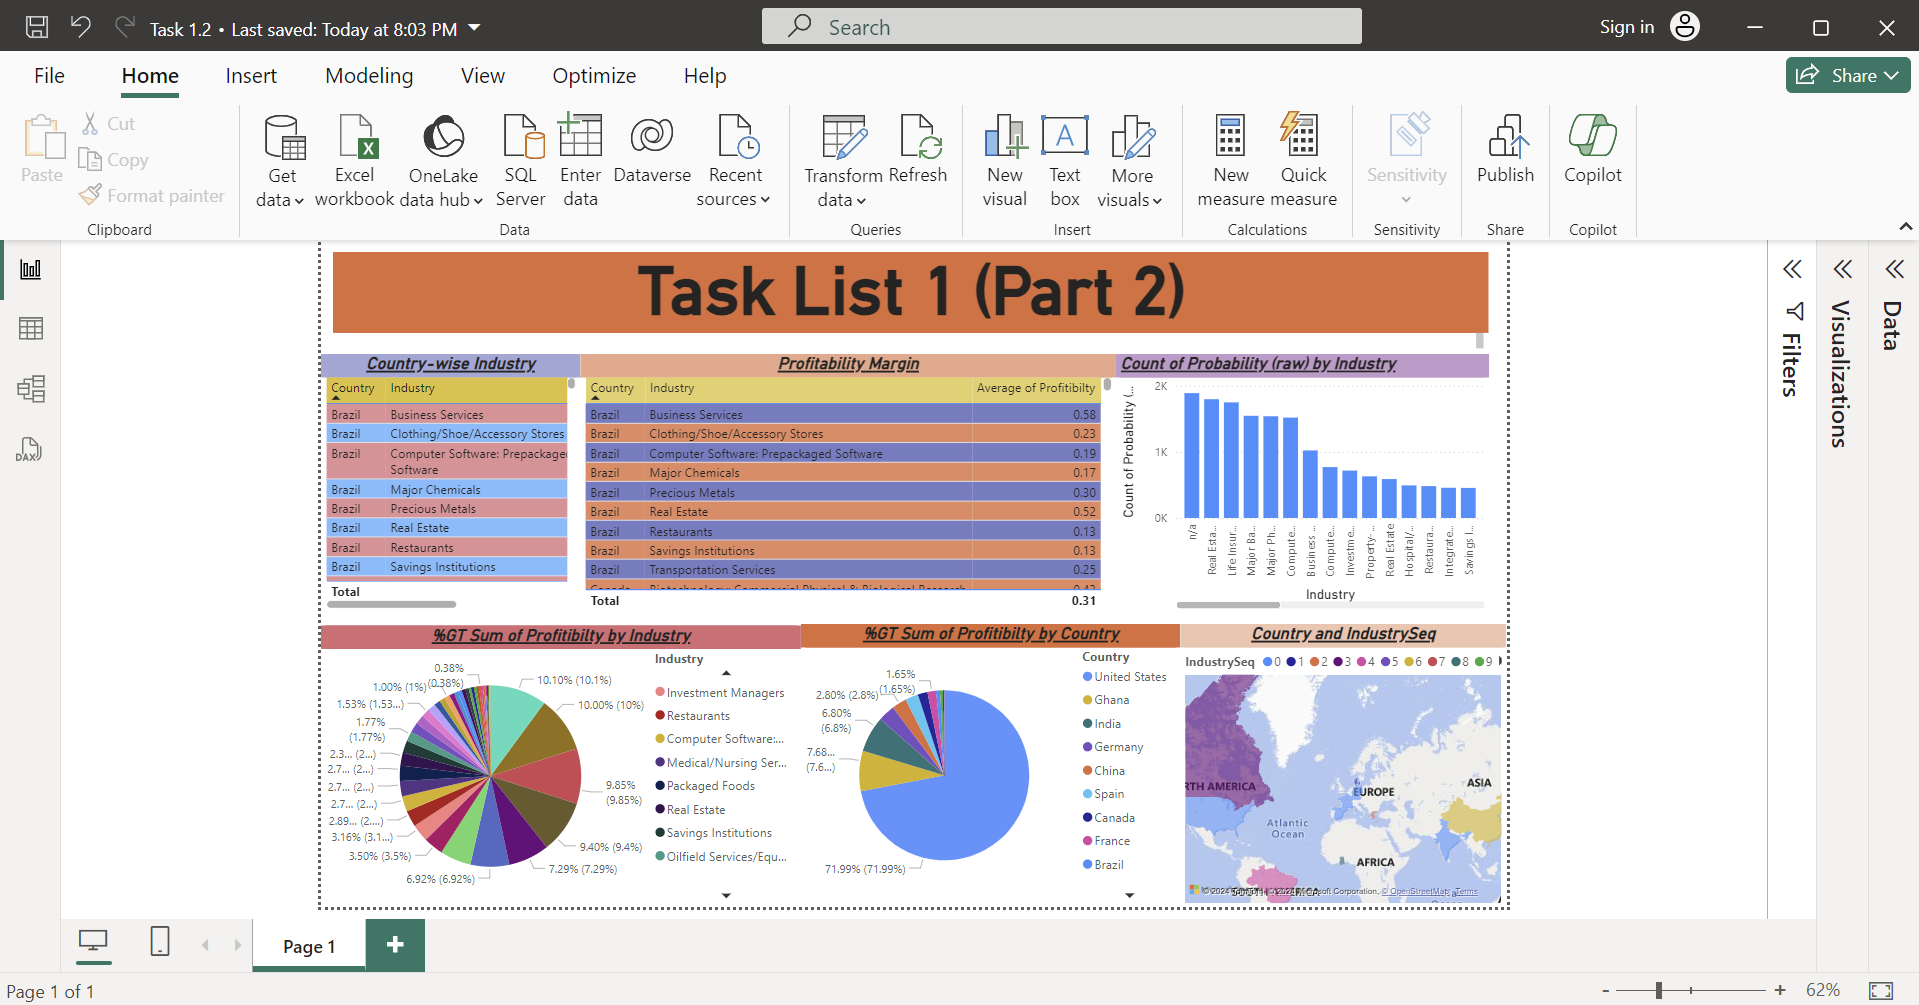 Task 1.2 • Last saved: Today at 8:03 PM
Search
Sign in
File Home Insert Modeling View Optimize Help
Share
Paste
Cut
Copy
Format painter
Clipboard
Get data
Excel workbook
OneLake data hub
SQL Server
Enter data
Dataverse
Recent sources
Data
Transform data
Refresh
Queries
New visual
Text box
More visuals
Insert
New measure
Quick measure
Calculations
Sensitivity
Sensitivity
Publish
Share
Copilot
Copilot
Task List 1 (Part 2)
Country-wise Industry
Country Industry
Brazil Business Services
Brazil Clothing/Shoe/Accessory Stores
Brazil Computer Software: Prepackage
Software
Brazil Major Chemicals
Brazil Precious Metals
Brazil Real Estate
Brazil Restaurants
Brazil Savings Institutions
Total
Profitability Margin
Country Industry Average of Profitibilty
Brazil Business Services 0.58
Brazil Clothing/Shoe/Accessory Stores 0.23
Brazil Computer Software: Prepackaged Software 0.19
Brazil Major Chemicals 0.17
Brazil Precious Metals 0.30
Brazil Real Estate 0.52
Brazil Restaurants 0.13
Brazil Savings Institutions 0.13
Brazil Transportation Services 0.25
Total 0.31
Count of Probability (raw) by Industry
Count of Probability (...
2K
1K
0K
n/a
Real Esta...
Life Insur...
Major Ba...
Major Ph...
Compute...
Business ...
Compute...
Investme...
Property-...
Real Estate
Hospital/...
Restaura...
Integrate...
Savings I...
Industry
%GT Sum of Profitibilty by Industry
0.38%
(0.38%)
1.00% (1%)
1.53% (1.53...)
1.77%
(1.77%)
2.3... (2...)
2.7... (2...)
2.7... (2...)
2.7... (2...)
2.89... (2....)
3.16% (3.1...)
3.50% (3.5%)
6.92% (6.92%)
10.10% (10.1%)
10.00% (10%)
9.85%
(9.85%)
9.40% (9.4%)
7.29% (7.29%)
Industry
Investment Managers
Restaurants
Computer Software:...
Medical/Nursing Ser...
Packaged Foods
Real Estate
Savings Institutions
Oilfield Services/Equ...
%GT Sum of Profitibilty by Country
1.65%
(1.65%)
2.80% (2.8%)
6.80%
(6.8%)
7.68...
(7.6...)
71.99% (71.99%)
Country
United States
Ghana
India
Germany
China
Spain
Canada
France
Brazil
Country and IndustrySeq
IndustrySeq 0 1 2 3 4 5 6 7 8 9
RTH AMERICA
EUROPE
ASIA
Atlantic
Ocean
AFRICA
© OpenStreetMap Terms
Filters
Visualizations
Data
Page 1
Page 1 of 1
- + 62%